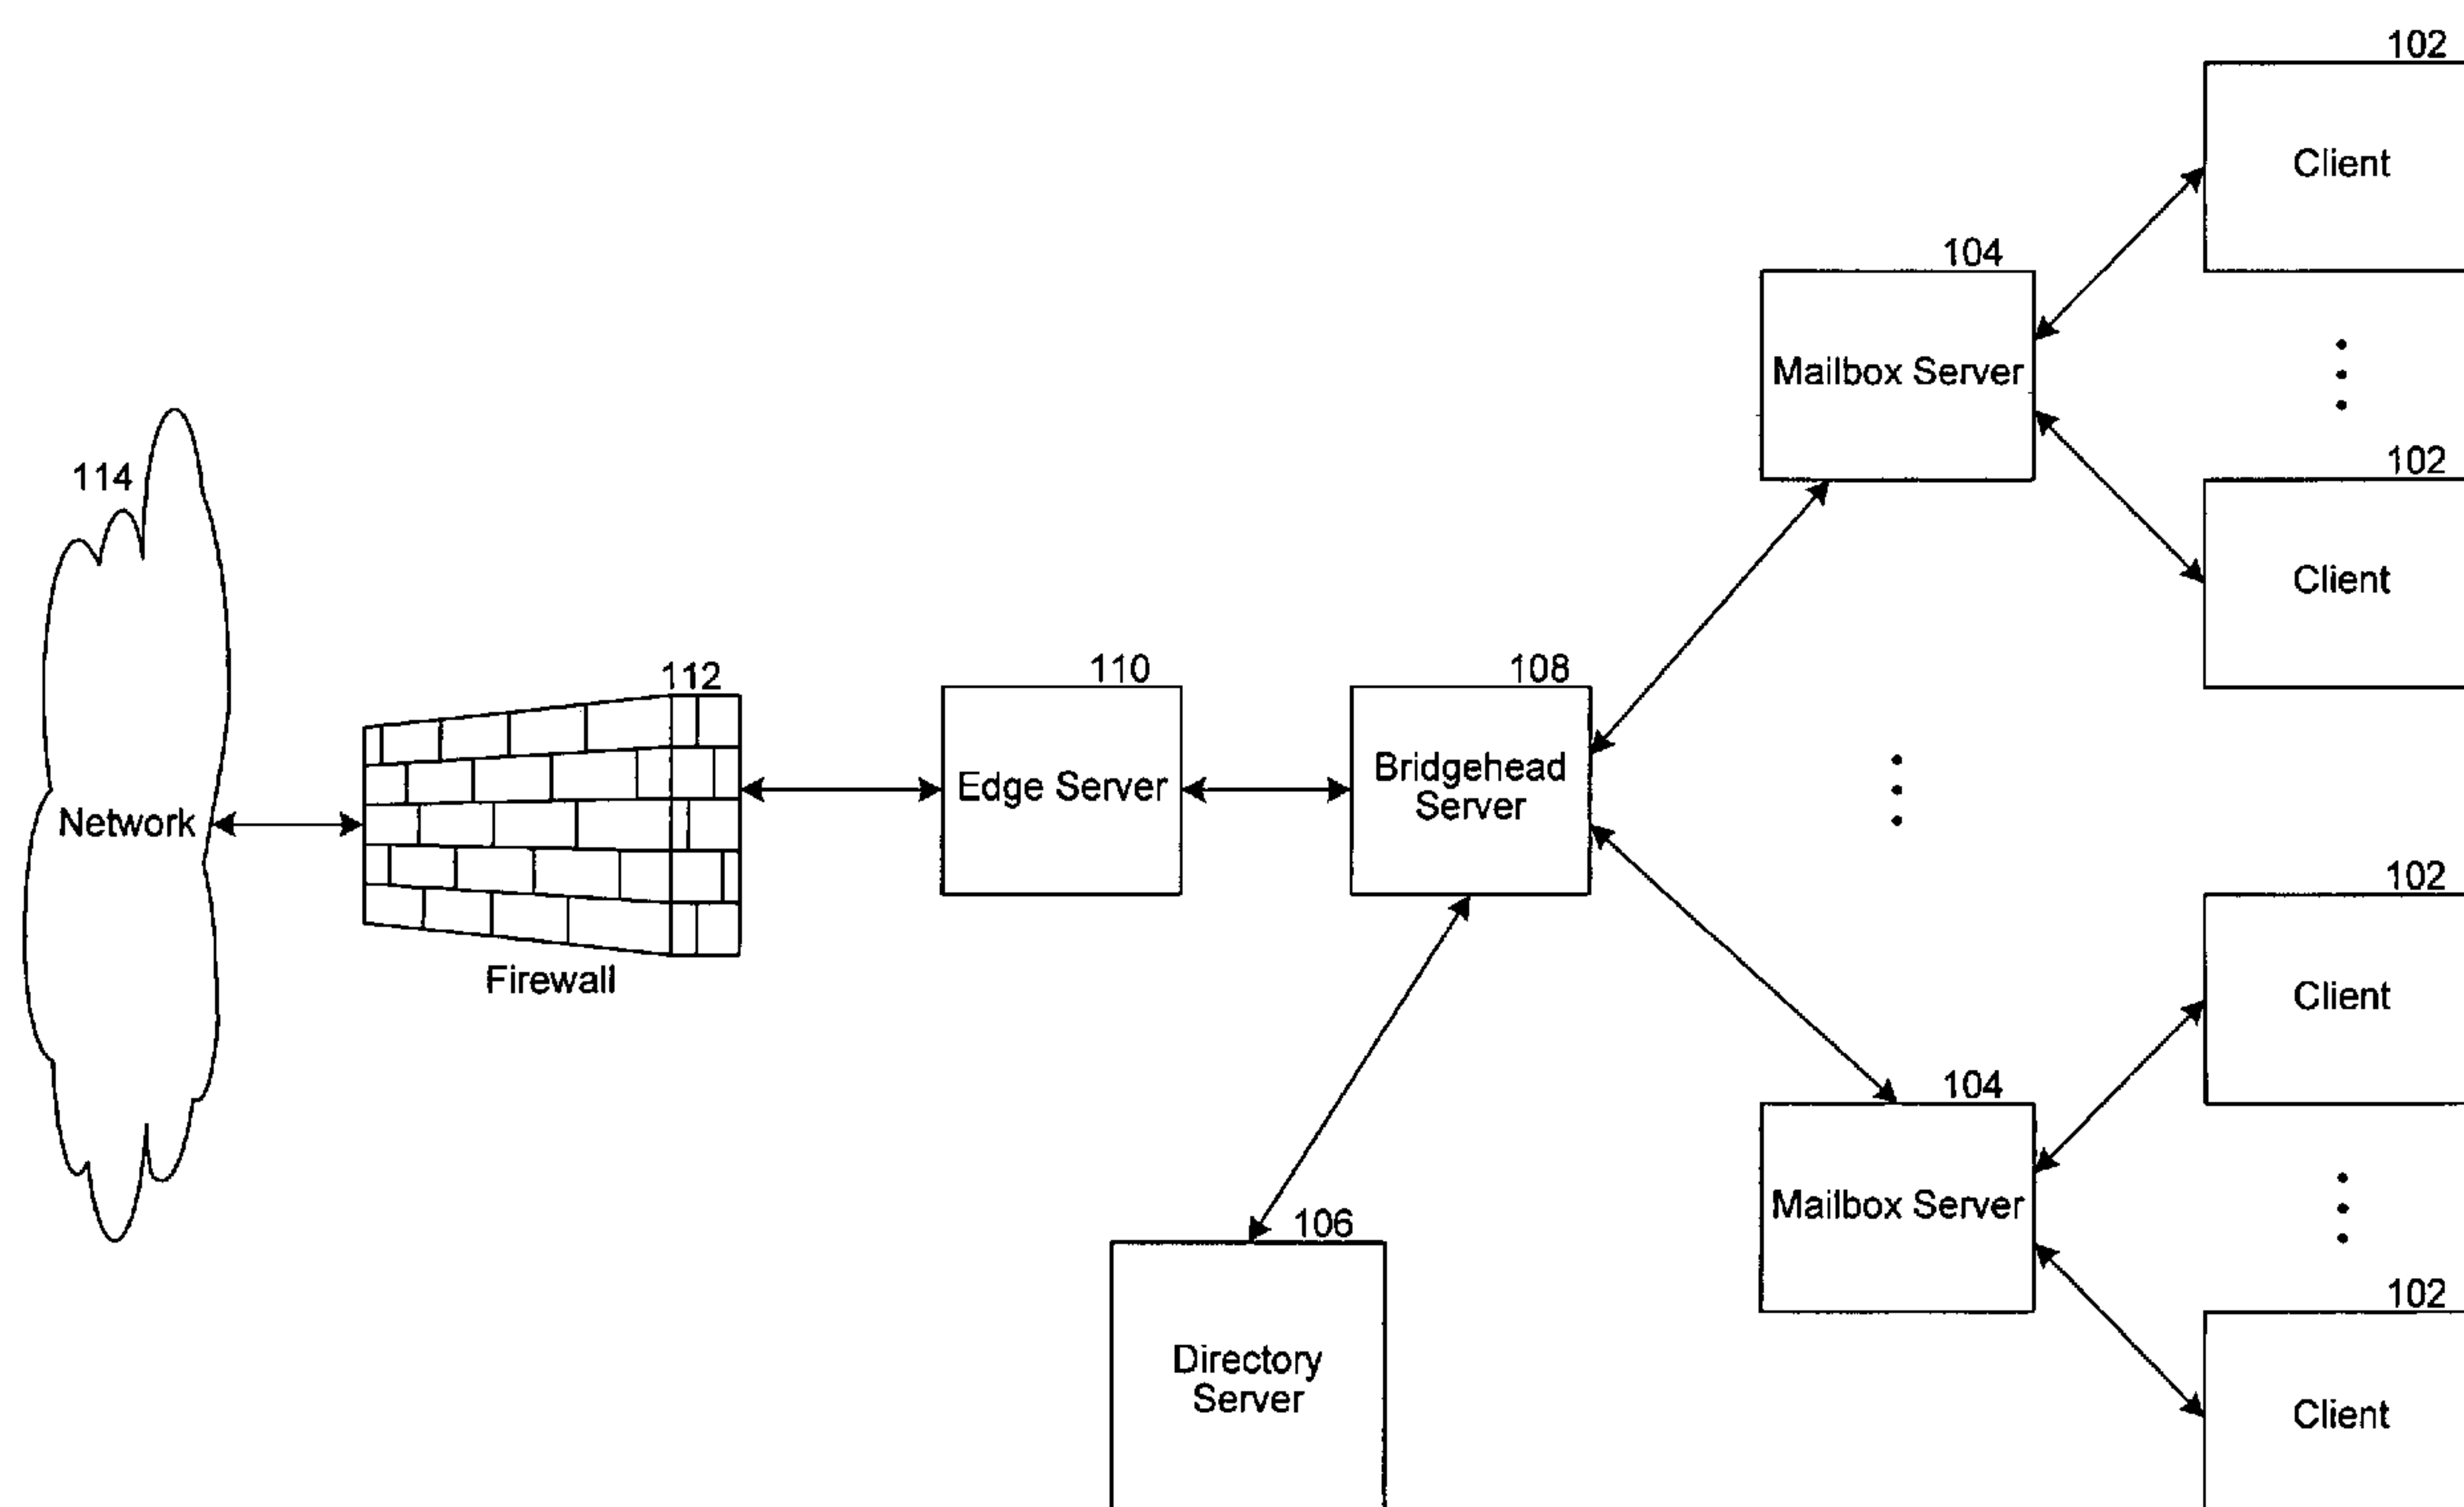 102
Client
104
Mailbox Server
114
102
Client
112
110
108
Network
Firewall
Edge Server
Bridgehead
Server
102
Client
104
Mailbox Server
106
Directory
Server
102
Client